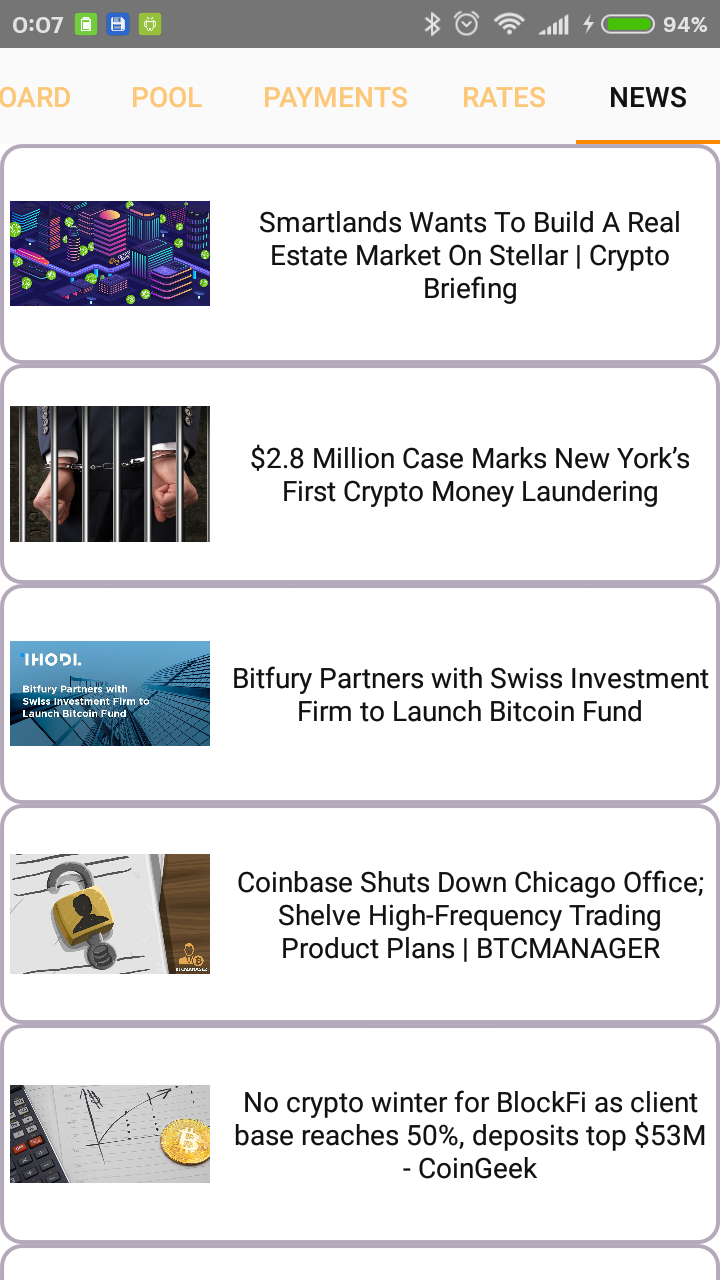 0:07
94%
OARD POOL PAYMENTS RATES NEWS
Smartlands Wants To Build A Real
Estate Market On Stellar | Crypto
Briefing
$2.8 Million Case Marks New York’s
First Crypto Money Laundering
IHODL
Bitfury Partners with
Swiss Investment Firm to
Launch Bitcoin Fund
Bitfury Partners with Swiss Investment
Firm to Launch Bitcoin Fund
BTCMANAGER
Coinbase Shuts Down Chicago Office;
Shelve High-Frequency Trading
Product Plans | BTCMANAGER
No crypto winter for BlockFi as client
base reaches 50%, deposits top $53M
- CoinGeek